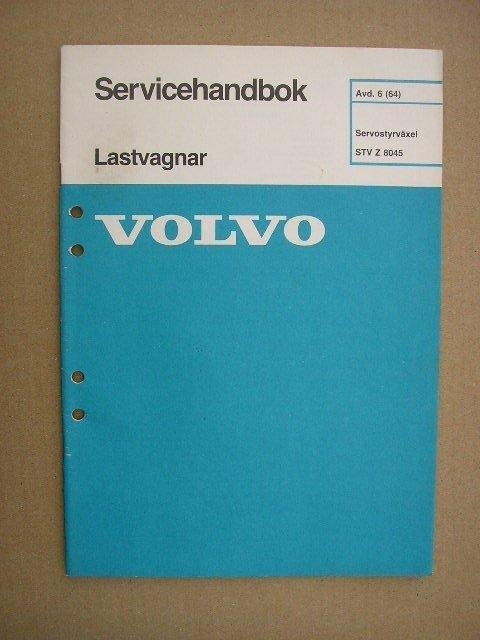 Servicehandbok
Lastvagnar
Avd. 6 (64)
Servostyrväxel
STV Z 8045
VOLVO